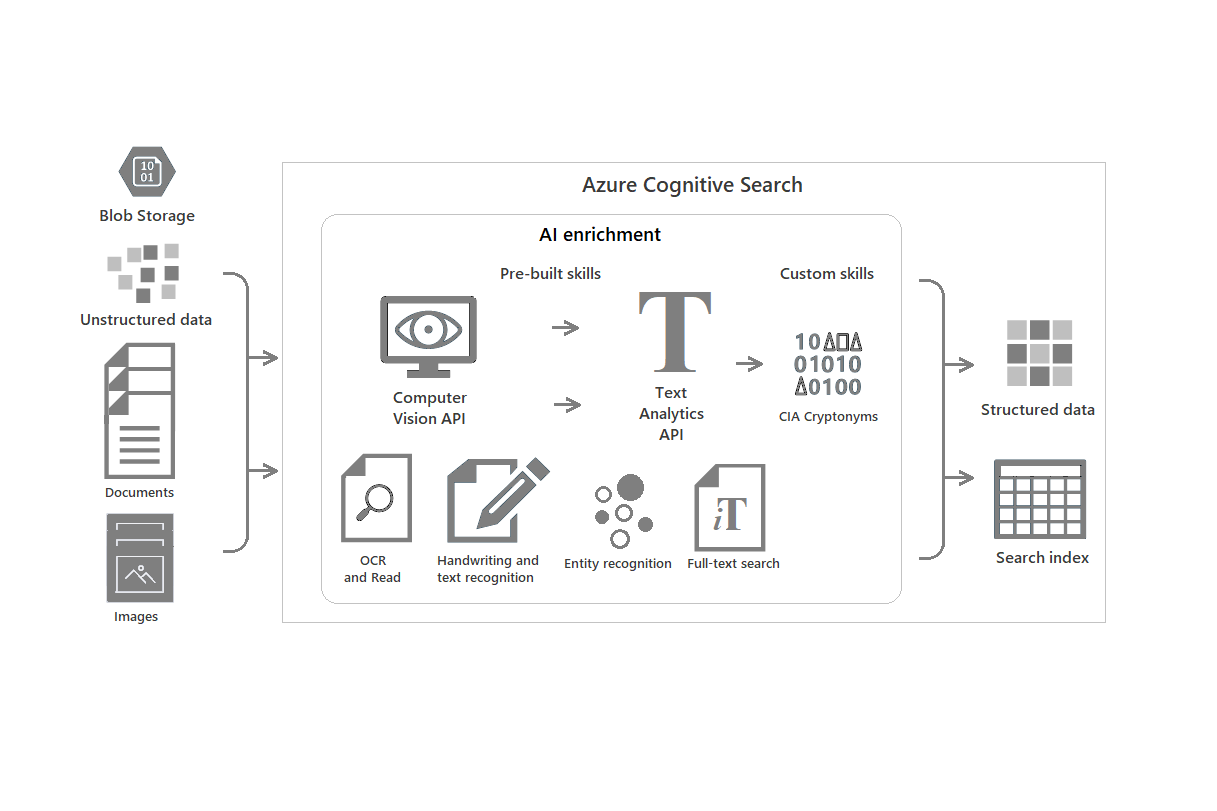 Azure Cognitive Search
10
01
Blob Storage
Unstructured data
Documents
Images
AI enrichment
Pre-built skills
Custom skills
Computer
Vision API
T
Text
Analytics
API
10Δ□Δ
01010
Δ0100
CIA Cryptonyms
OCR
and Read
Handwriting and
text recognition
Entity recognition
iT
Full-text search
Structured data
Search index